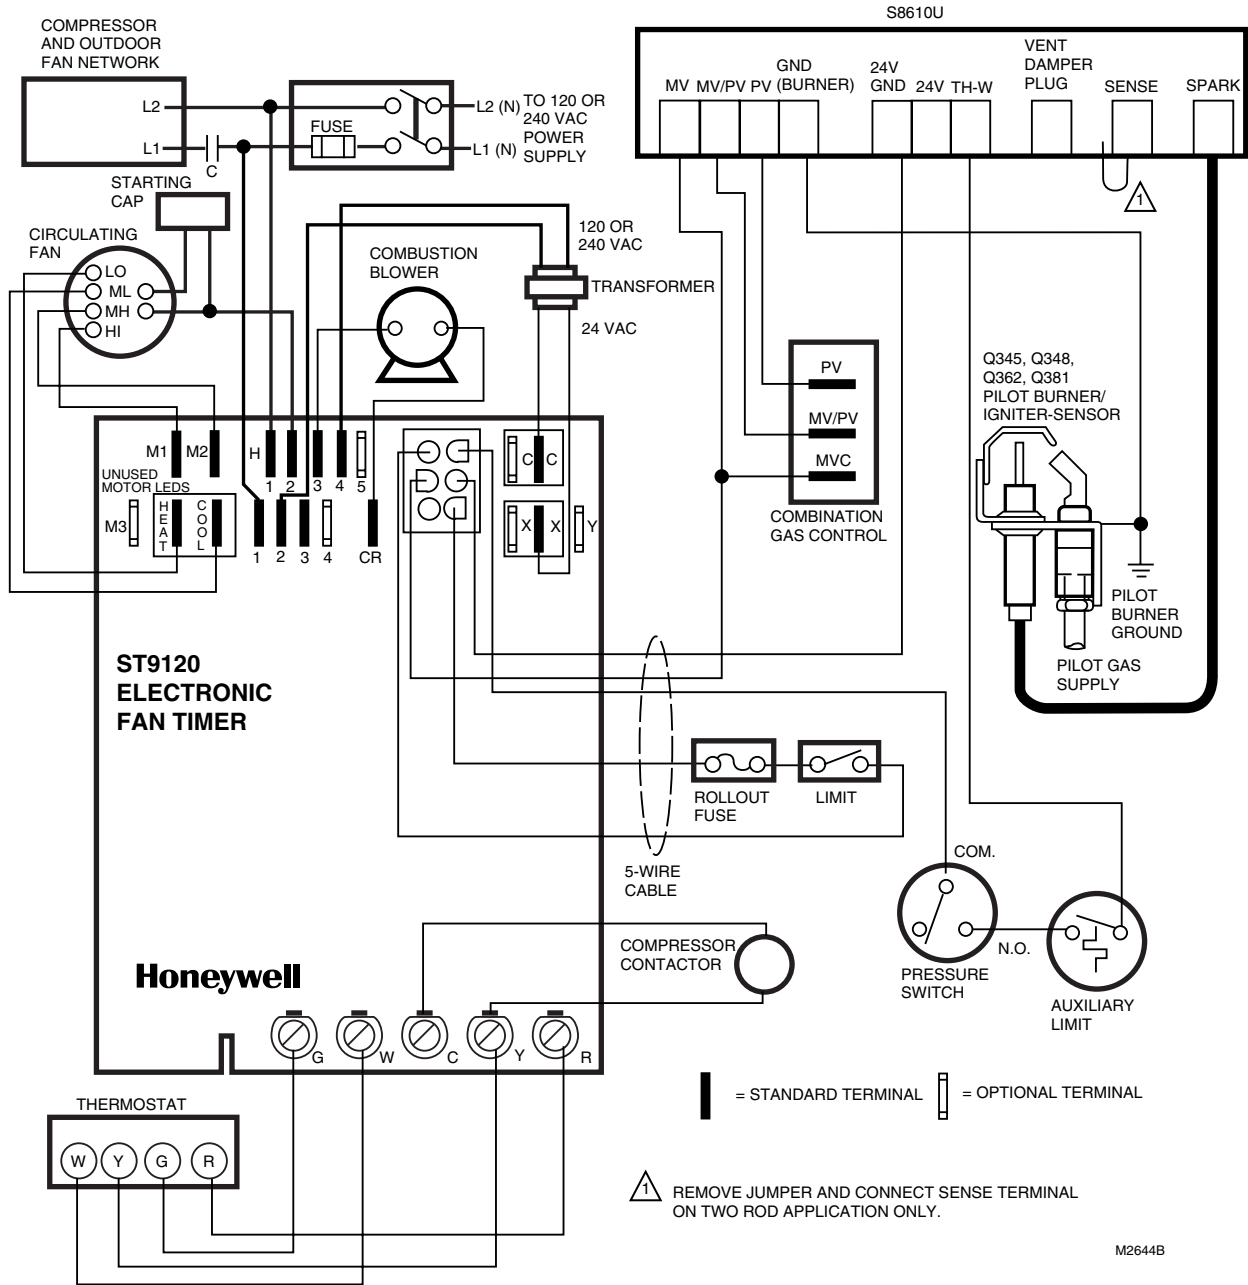 S8610U
COMPRESSOR
AND OUTDOOR
FAN NETWORK
L2
L1
C
FUSE
L2 (N)
L1 (N)
TO 120 OR
240 VAC
POWER
SUPPLY
MV
MV/PV
PV
GND
(BURNER)
24V
GND
24V
TH-W
VENT
DAMPER
PLUG
SENSE
SPARK
1
STARTING
CAP
CIRCULATING
FAN
LO
ML
MH
HI
COMBUSTION
BLOWER
120 OR
240 VAC
TRANSFORMER
24 VAC
PV
MV/PV
MVC
COMBINATION
GAS CONTROL
Q345, Q348,
Q362, Q381
PILOT BURNER/
IGNITER-SENSOR
PILOT
BURNER
GROUND
PILOT GAS
SUPPLY
M1
M2
H
1
2
3
4
5
UNUSED
MOTOR LEDS
M3
HEAT
COOL
1
2
3
4
CR
C
C
X
X
Y
ST9120
ELECTRONIC
FAN TIMER
ROLLOUT
FUSE
LIMIT
5-WIRE
CABLE
COM.
N.O.
PRESSURE
SWITCH
AUXILIARY
LIMIT
COMPRESSOR
CONTACTOR
Honeywell
G
W
C
Y
R
THERMOSTAT
W
Y
G
R
= STANDARD TERMINAL
= OPTIONAL TERMINAL
1
REMOVE JUMPER AND CONNECT SENSE TERMINAL
ON TWO ROD APPLICATION ONLY.
M2644B